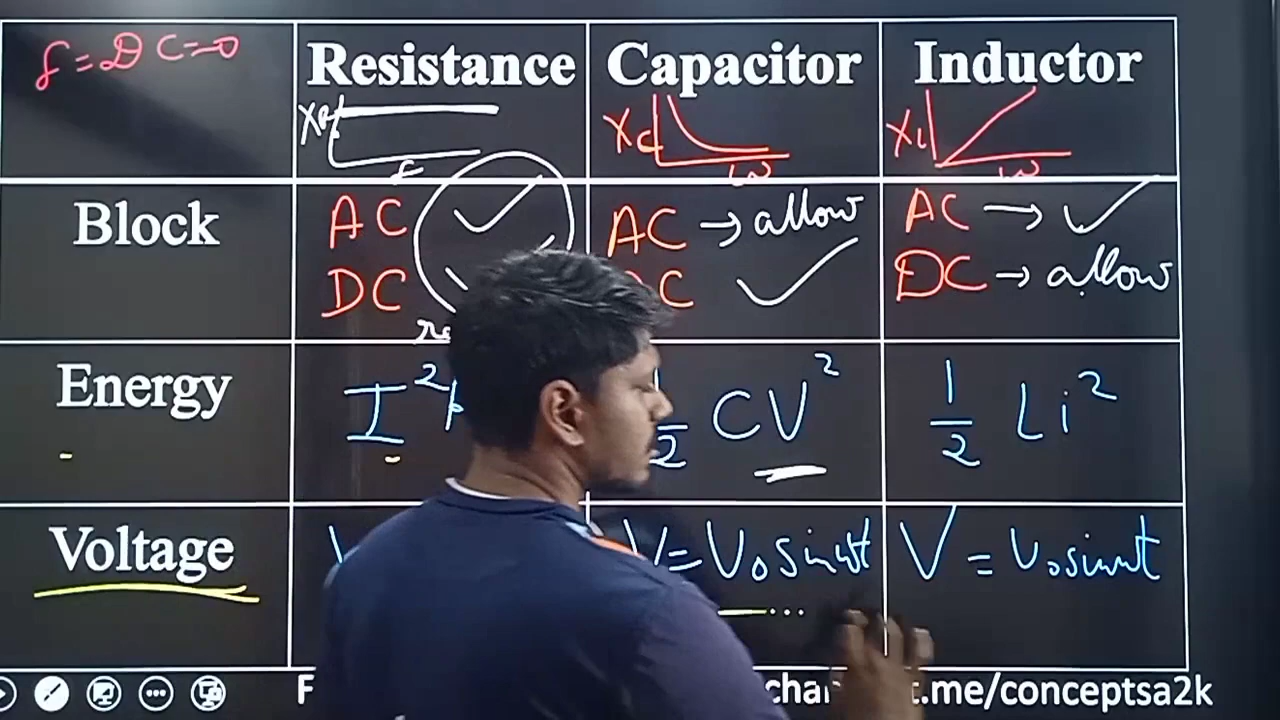 f = DC = 0
Resistance Capacitor Inductor
f
Xc ω
XL ω
Block
AC
DC
AC → allow
AC → ✓
DC → allow
Energy
I²
CV²
1/2 Li²
Voltage
V = V₀ sinωt
V = V₀ sinωt
t.me/conceptsa2k